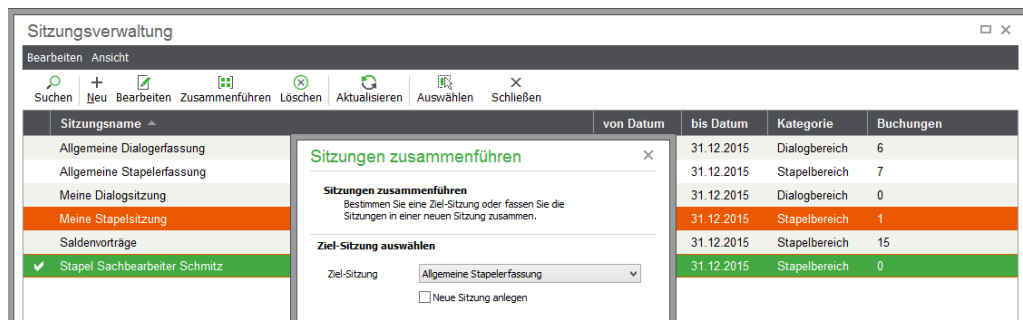 Sitzungsverwaltung
Bearbeiten Ansicht
Suchen Neu Bearbeiten Zusammenführen Löschen Aktualisieren Auswählen Schließen
Sitzungsname von Datum bis Datum Kategorie Buchungen
Allgemeine Dialogerfassung 31.12.2015 Dialogbereich 6
Allgemeine Stapelerfassung 31.12.2015 Stapelbereich 7
Meine Dialogsitzung 31.12.2015 Dialogbereich 0
Meine Stapelsitzung 31.12.2015 Stapelbereich 1
Saldenvorträge 31.12.2015 Stapelbereich 15
Stapel Sachbearbeiter Schmitz 31.12.2015 Stapelbereich 0
Sitzungen zusammenführen
Sitzungen zusammenführen
Bestimmen Sie eine Ziel-Sitzung oder fassen Sie die
Sitzungen in einer neuen Sitzung zusammen.
Ziel-Sitzung auswählen
Ziel-Sitzung Allgemeine Stapelerfassung
Neue Sitzung anlegen